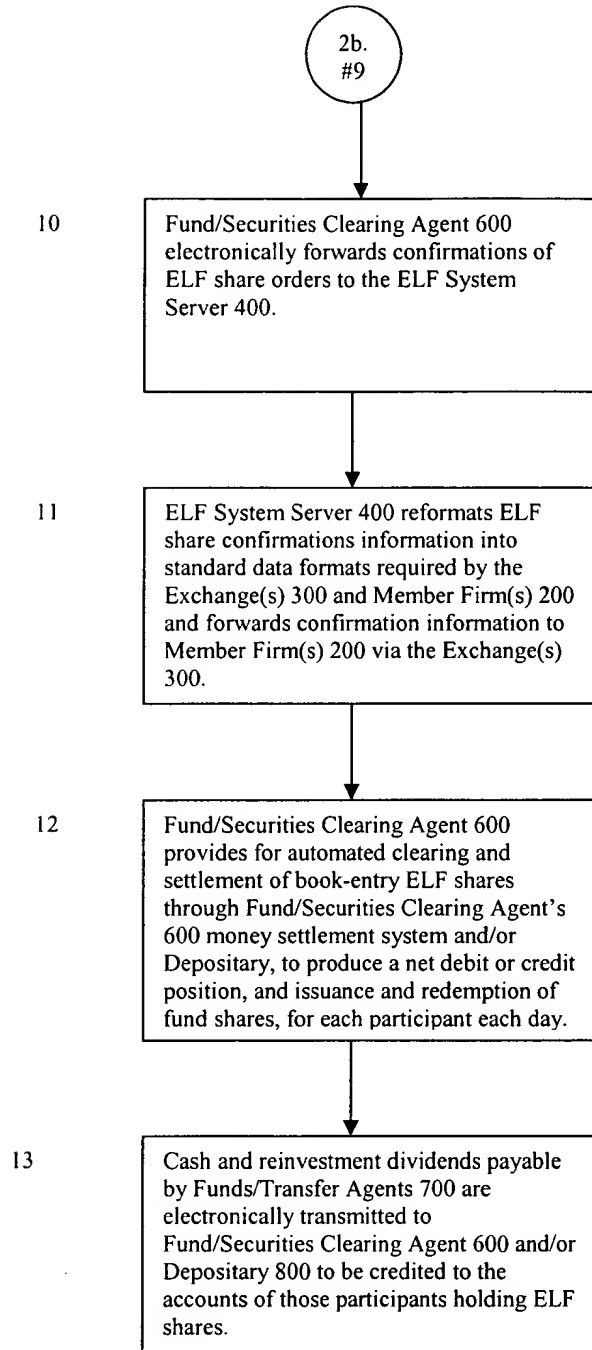 2b.
#9
10
Fund/Securities Clearing Agent 600
electronically forwards confirmations of
ELF share orders to the ELF System
Server 400.
11
ELF System Server 400 reformats ELF
share confirmations information into
standard data formats required by the
Exchange(s) 300 and Member Firm(s) 200
and forwards confirmation information to
Member Firm(s) 200 via the Exchange(s)
300.
12
Fund/Securities Clearing Agent 600
provides for automated clearing and
settlement of book-entry ELF shares
through Fund/Securities Clearing Agent's
600 money settlement system and/or
Depositary, to produce a net debit or credit
position, and issuance and redemption of
fund shares, for each participant each day.
13
Cash and reinvestment dividends payable
by Funds/Transfer Agents 700 are
electronically transmitted to
Fund/Securities Clearing Agent 600 and/or
Depositary 800 to be credited to the
accounts of those participants holding ELF
shares.